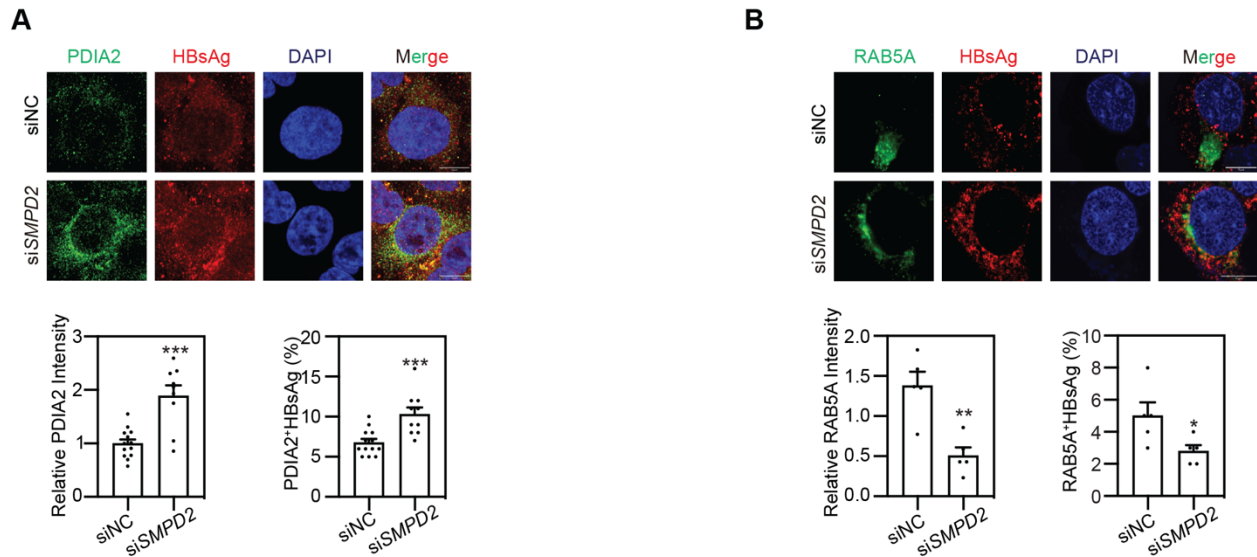 A
PDIA2 HBsAg DAPI Merge
siNC
siSMPD2
Relative PDIA2 Intensity
3
2
1
0
***
siNC
siSMPD2
PDIA2⁺HBsAg (%)
20
15
10
5
0
***
siNC
siSMPD2
B
RAB5A HBsAg DAPI Merge
siNC
siSMPD2
Relative RAB5A Intensity
2.0
1.5
1.0
0.5
0.0
**
siNC
siSMPD2
RAB5A⁺HBsAg (%)
10
8
6
4
2
0
*
siNC
siSMPD2